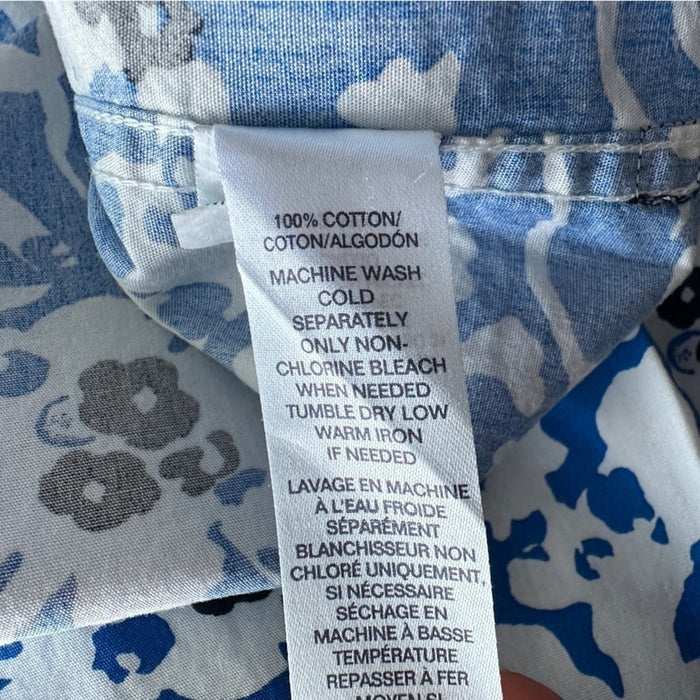 100% COTTON/
COTON/ALGODÓN
MACHINE WASH
COLD
SEPARATELY
ONLY NON-
CHLORINE BLEACH
WHEN NEEDED
TUMBLE DRY LOW
WARM IRON
IF NEEDED
LAVAGE EN MACHINE
À L'EAU FROIDE
SÉPARÉMENT
BLANCHISSEUR NON
CHLORÉ UNIQUEMENT,
SI NÉCESSAIRE
SÉCHAGE EN
MACHINE À BASSE
TEMPÉRATURE
REPASSER À FER
MOYEN SI